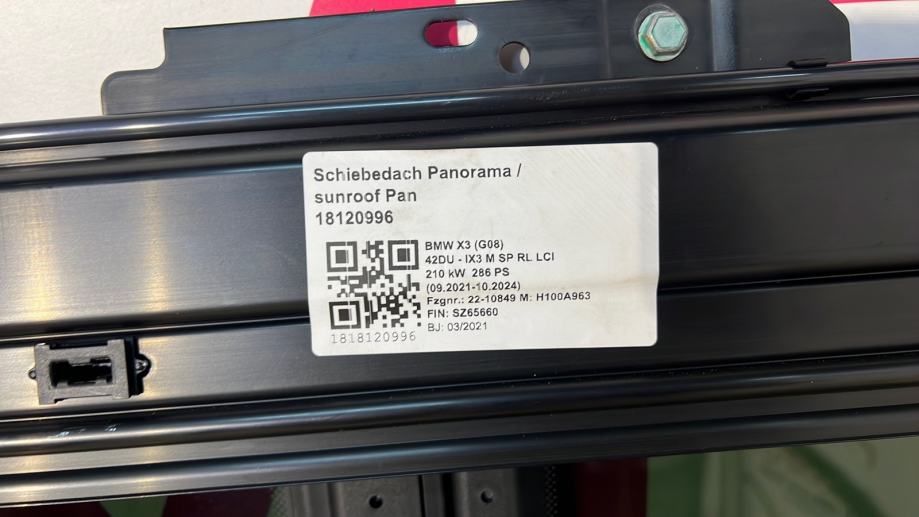 Schiebedach Panorama /
sunroof Pan
18120996
BMW X3 (G08)
42DU - IX3 M SP RL LCI
210 kW 286 PS
(09.2021-10.2024)
Fzgnr.: 22-10849 M: H100A963
FIN: SZ65660
BJ: 03/2021
1818120996